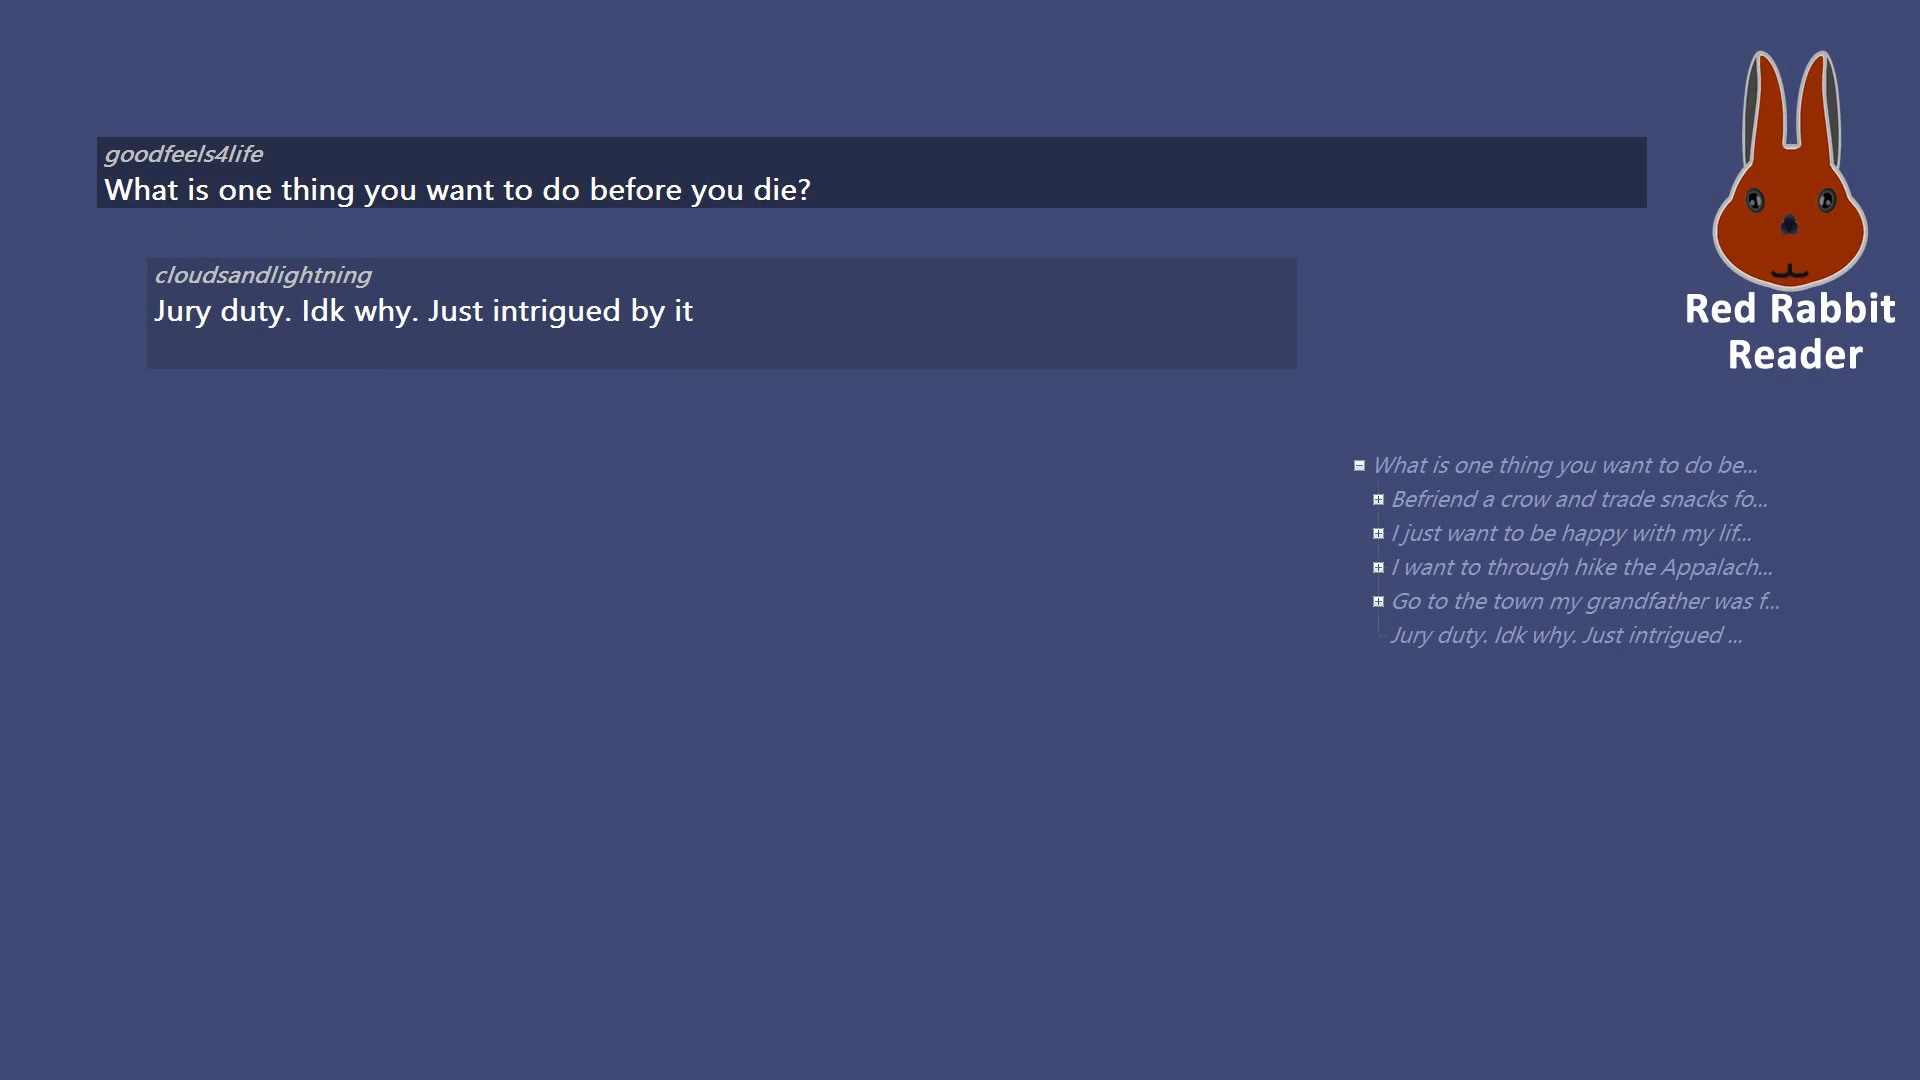 goodfeels4life
What is one thing you want to do before you die?
cloudsandlightning
Jury duty. Idk why. Just intrigued by it
Red Rabbit
Reader
What is one thing you want to do be...
Befriend a crow and trade snacks fo...
I just want to be happy with my lif...
I want to through hike the Appalach...
Go to the town my grandfather was f...
Jury duty. Idk why. Just intrigued ...